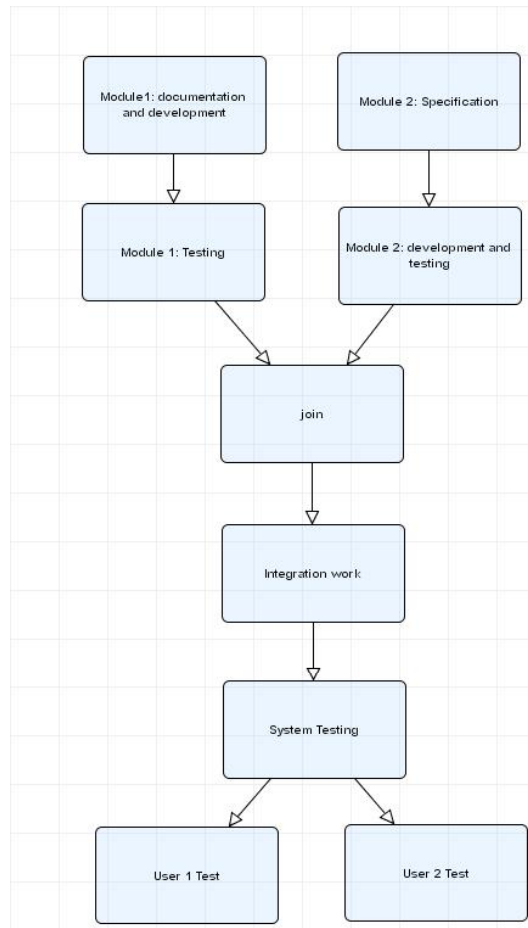 Module1: documentation
and development
Module 2: Specification
Module 1: Testing
Module 2: development and
testing
join
Integration work
System Testing
User 1 Test
User 2 Test